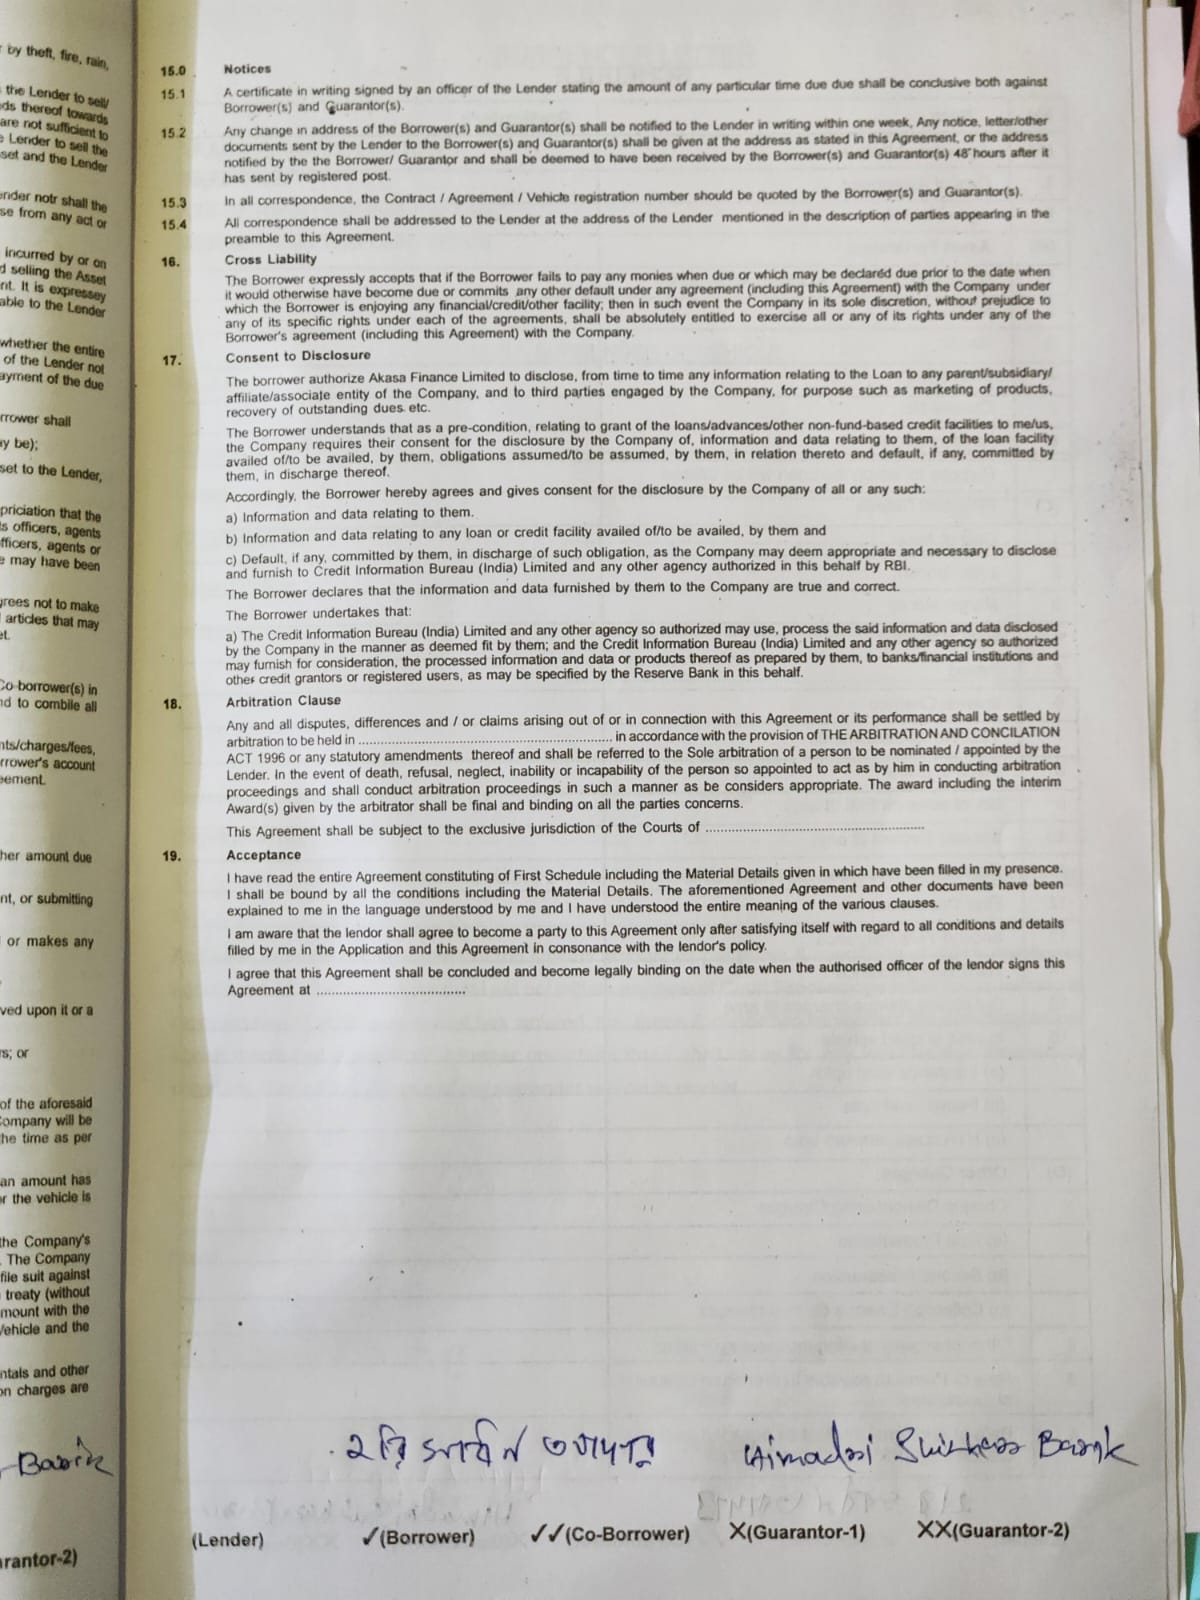 by theft, fire, rain,
the Lender to sell/
ds thereof towards
are not sufficient to
Lender to sell the
set and the Lender
nder notr shall the
se from any act or
incurred by or on
d selling the Asset
nt. It is expressey
able to the Lender
whether the entire
of the Lender not
ayment of the due
rrower shall
ay be);
set to the Lender,
priciation that the
ts officers, agents
fficers, agents or
e may have been
grees not to make
articles that may
et.
Co-borrower(s) in
nd to combile all
nts/charges/fees,
rrower's account
eement.
her amount due
nt, or submitting
or makes any
ved upon it or a
rs; or
of the aforesaid
Company will be
the time as per
an amount has
or the vehicle is
the Company's
The Company
file suit against
treaty (without
mount with the
Vehicle and the
ntals and other
on charges are
arantor-2)
15.0 Notices
15.1 A certificate in writing signed by an officer of the Lender stating the amount of any particular time due due shall be conclusive both against
Borrower(s) and Guarantor(s).
15.2 Any change in address of the Borrower(s) and Guarantor(s) shall be notified to the Lender in writing within one week, Any notice, letter/other
documents sent by the Lender to the Borrower(s) and Guarantor(s) shall be given at the address as stated in this Agreement, or the address
notified by the the Borrower/ Guarantor and shall be deemed to have been received by the Borrower(s) and Guarantor(s) 48 hours after it
has sent by registered post.
15.3 In all correspondence, the Contract / Agreement / Vehicle registration number should be quoted by the Borrower(s) and Guarantor(s).
15.4 All correspondence shall be addressed to the Lender at the address of the Lender mentioned in the description of parties appearing in the
preamble to this Agreement.
16. Cross Liability
The Borrower expressly accepts that if the Borrower fails to pay any monies when due or which may be declared due prior to the date when
it would otherwise have become due or commits any other default under any agreement (including this Agreement) with the Company under
which the Borrower is enjoying any financial/credit/other facility; then in such event the Company in its sole discretion, without prejudice to
any of its specific rights under each of the agreements, shall be absolutely entitled to exercise all or any of its rights under any of the
Borrower's agreement (including this Agreement) with the Company.
17. Consent to Disclosure
The borrower authorize Akasa Finance Limited to disclose, from time to time any information relating to the Loan to any parent/subsidiary/
affiliate/associate entity of the Company, and to third parties engaged by the Company, for purpose such as marketing of products,
recovery of outstanding dues etc.
The Borrower understands that as a pre-condition, relating to grant of the loans/advances/other non-fund-based credit facilities to me/us,
the Company requires their consent for the disclosure by the Company of, information and data relating to them, of the loan facility
availed of/to be availed, by them, obligations assumed/to be assumed, by them, in relation thereto and default, if any, committed by
them, in discharge thereof.
Accordingly, the Borrower hereby agrees and gives consent for the disclosure by the Company of all or any such:
a) Information and data relating to them.
b) Information and data relating to any loan or credit facility availed of/to be availed, by them and
c) Default, if any, committed by them, in discharge of such obligation, as the Company may deem appropriate and necessary to disclose
and furnish to Credit Information Bureau (India) Limited and any other agency authorized in this behalf by RBI.
The Borrower declares that the information and data furnished by them to the Company are true and correct.
The Borrower undertakes that:
a) The Credit Information Bureau (India) Limited and any other agency so authorized may use, process the said information and data disclosed
by the Company in the manner as deemed fit by them; and the Credit Information Bureau (India) Limited and any other agency so authorized
may furnish for consideration, the processed information and data or products thereof as prepared by them, to banks/financial institutions and
other credit grantors or registered users, as may be specified by the Reserve Bank in this behalf.
18. Arbitration Clause
Any and all disputes, differences and / or claims arising out of or in connection with this Agreement or its performance shall be settled by
arbitration to be held in .............................................................. in accordance with the provision of THE ARBITRATION AND CONCILATION
ACT 1996 or any statutory amendments thereof and shall be referred to the Sole arbitration of a person to be nominated / appointed by the
Lender. In the event of death, refusal, neglect, inability or incapability of the person so appointed to act as by him in conducting arbitration
proceedings and shall conduct arbitration proceedings in such a manner as be considers appropriate. The award including the interim
Award(s) given by the arbitrator shall be final and binding on all the parties concerns.
This Agreement shall be subject to the exclusive jurisdiction of the Courts of ......................................................
19. Acceptance
I have read the entire Agreement constituting of First Schedule including the Material Details given in which have been filled in my presence.
I shall be bound by all the conditions including the Material Details. The aforementioned Agreement and other documents have been
explained to me in the language understood by me and I have understood the entire meaning of the various clauses.
I am aware that the lendor shall agree to become a party to this Agreement only after satisfying itself with regard to all conditions and details
filled by me in the Application and this Agreement in consonance with the lendor's policy.
I agree that this Agreement shall be concluded and become legally binding on the date when the authorised officer of the lendor signs this
Agreement at .....................................
(Lender) ✓(Borrower) ✓✓(Co-Borrower) X(Guarantor-1) XX(Guarantor-2)